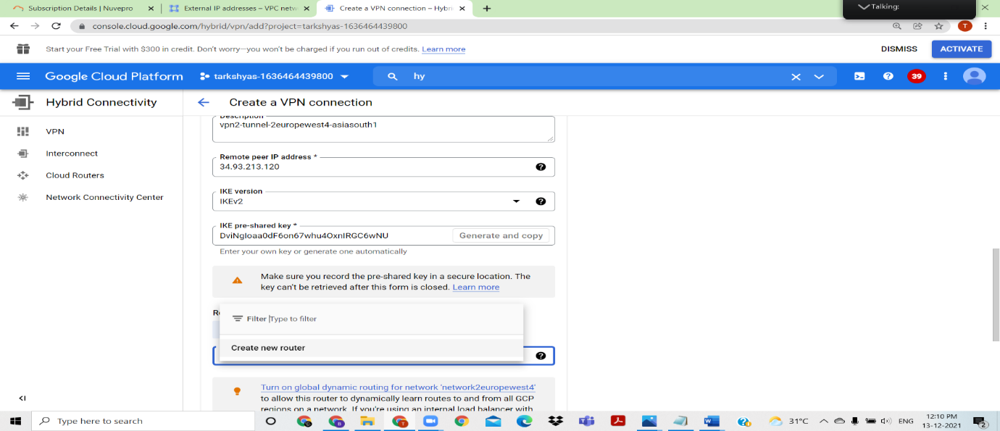 Subscription Details | Nuvepro
External IP addresses – VPC netw
Create a VPN connection – Hybri
Talking:
console.cloud.google.com/hybrid/vpn/add?project=tarkshyas-1636464439800
T
Start your Free Trial with $300 in credit. Don't worry—you won't be charged if you run out of credits. Learn more
DISMISS
ACTIVATE
Google Cloud Platform
tarkshyas-1636464439800
hy
39
Hybrid Connectivity
Create a VPN connection
VPN
Interconnect
Cloud Routers
Network Connectivity Center
Description
vpn2-tunnel-2europewest4-asiasouth1
Remote peer IP address *
34.93.213.120
IKE version
IKEv2
IKE pre-shared key *
DviNgIoaa0dF6on67whu4OxnIRGC6wNU
Generate and copy
Enter your own key or generate one automatically
Make sure you record the pre-shared key in a secure location. The
key can't be retrieved after this form is closed. Learn more
Filter Type to filter
Create new router
Turn on global dynamic routing for network 'network2europewest4'
to allow this router to dynamically learn routes to and from all GCP
regions on a network. If you're using an internal load balancer with
Type here to search
31°C
ENG
12:10 PM
13-12-2021
2